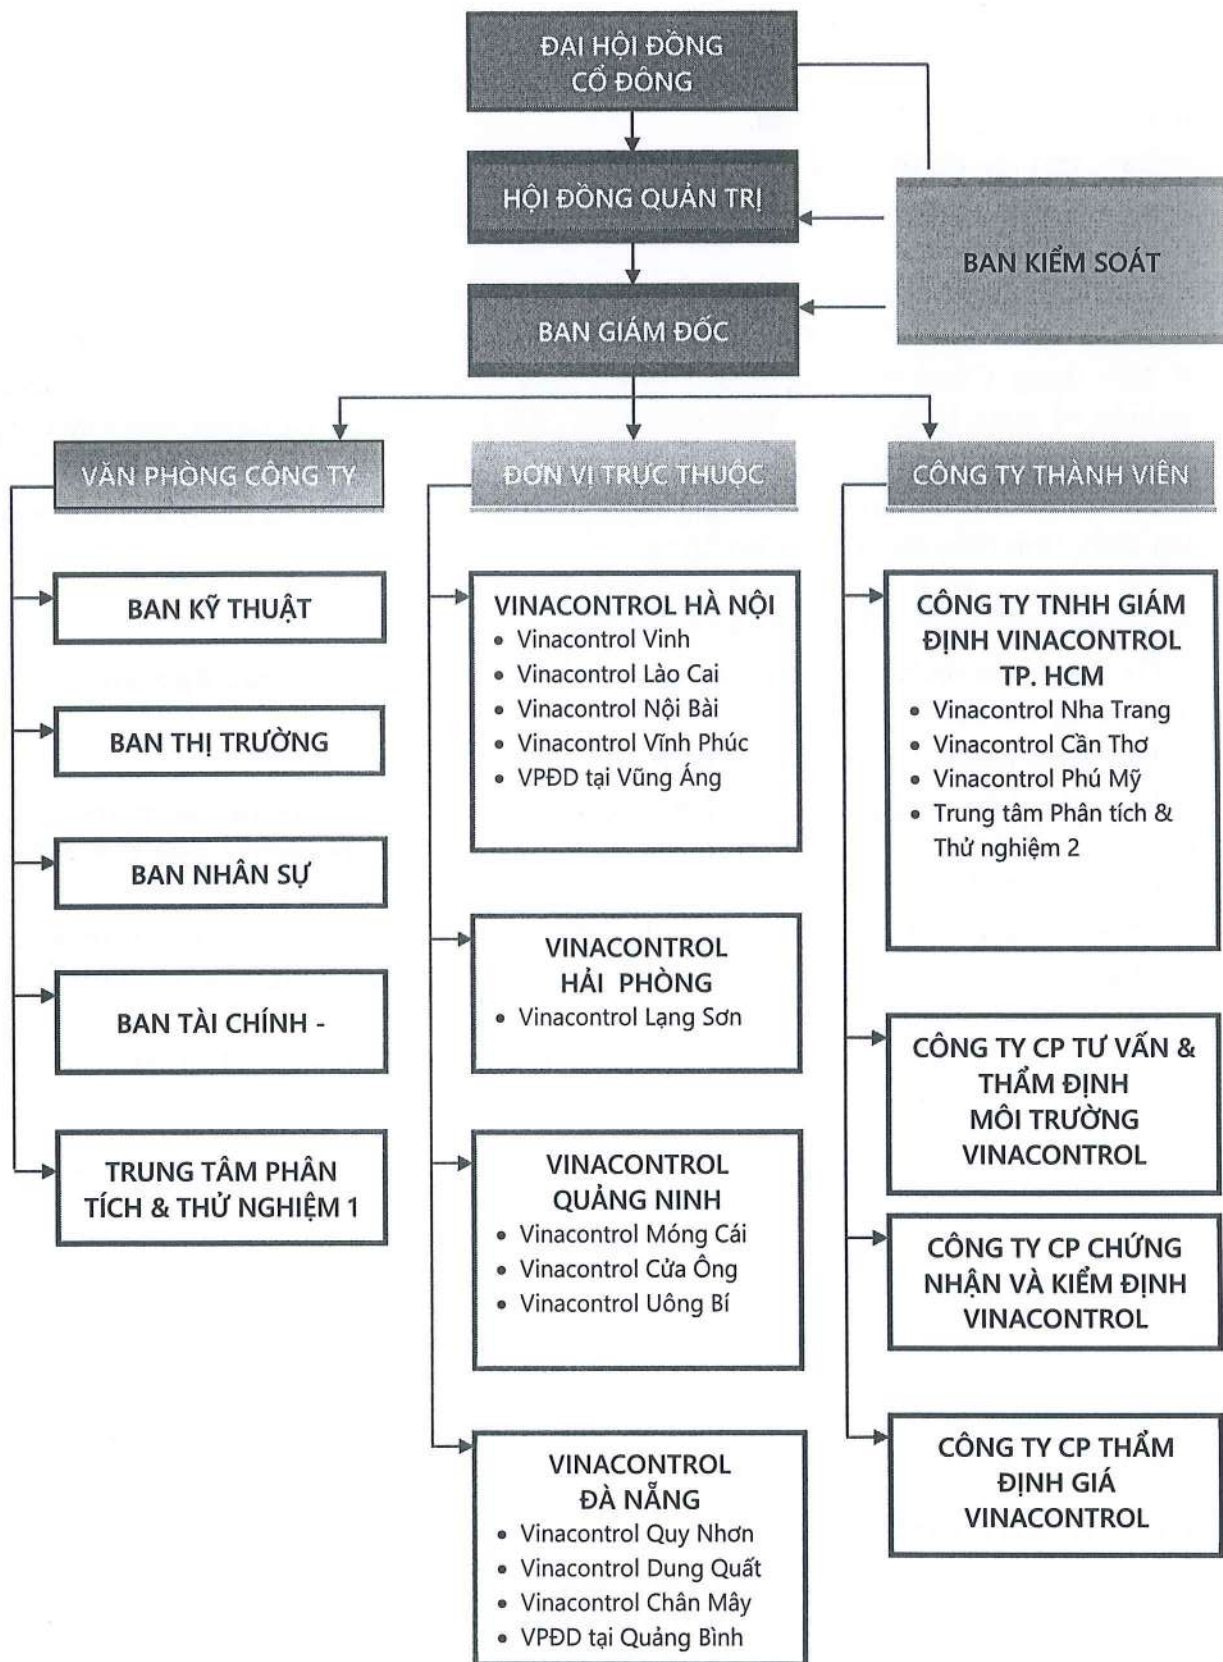 ĐẠI HỘI ĐỒNG
CỔ ĐÔNG
HỘI ĐỒNG QUẢN TRỊ
BAN KIỂM SOÁT
BAN GIÁM ĐỐC
VĂN PHÒNG CÔNG TY
BAN KỸ THUẬT
BAN THỊ TRƯỜNG
BAN NHÂN SỰ
BAN TÀI CHÍNH -
TRUNG TÂM PHÂN
TÍCH & THỬ NGHIỆM 1
ĐƠN VỊ TRỰC THUỘC
VINACONTROL HÀ NỘI
• Vinacontrol Vinh
• Vinacontrol Lào Cai
• Vinacontrol Nội Bài
• Vinacontrol Vĩnh Phúc
• VPĐD tại Vũng Áng
VINACONTROL
HẢI PHÒNG
• Vinacontrol Lạng Sơn
VINACONTROL
QUẢNG NINH
• Vinacontrol Móng Cái
• Vinacontrol Cửa Ông
• Vinacontrol Uông Bí
VINACONTROL
ĐÀ NẴNG
• Vinacontrol Quy Nhơn
• Vinacontrol Dung Quất
• Vinacontrol Chân Mây
• VPĐD tại Quảng Bình
CÔNG TY THÀNH VIÊN
CÔNG TY TNHH GIÁM
ĐỊNH VINACONTROL
TP. HCM
• Vinacontrol Nha Trang
• Vinacontrol Cần Thơ
• Vinacontrol Phú Mỹ
• Trung tâm Phân tích &
Thử nghiệm 2
CÔNG TY CP TƯ VẤN &
THẨM ĐỊNH
MÔI TRƯỜNG
VINACONTROL
CÔNG TY CP CHỨNG
NHẬN VÀ KIỂM ĐỊNH
VINACONTROL
CÔNG TY CP THẨM
ĐỊNH GIÁ
VINACONTROL